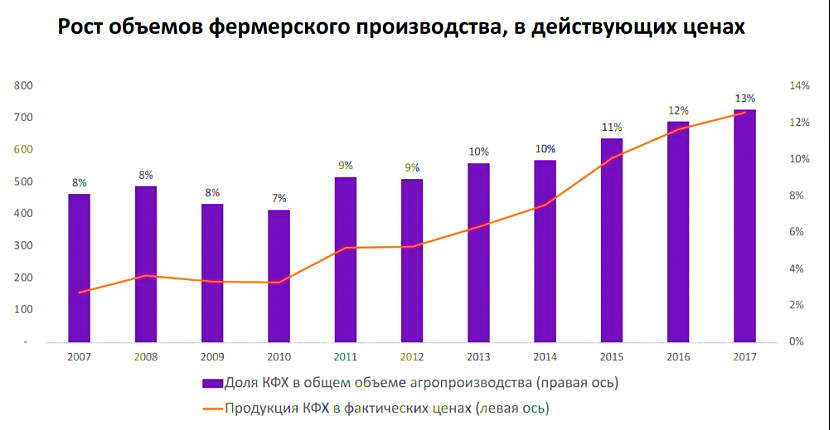 Рост объемов фермерского производства, в действующих ценах
800 14%
700 12%
600 10%
500 8%
400 6%
300 4%
200 2%
100 0%
-
8% 8% 8% 7% 9% 9% 10% 10% 11% 12% 13%
2007 2008 2009 2010 2011 2012 2013 2014 2015 2016 2017
Доля КФХ в общем объеме агропроизводства (правая ось)
Продукция КФХ в фактических ценах (левая ось)